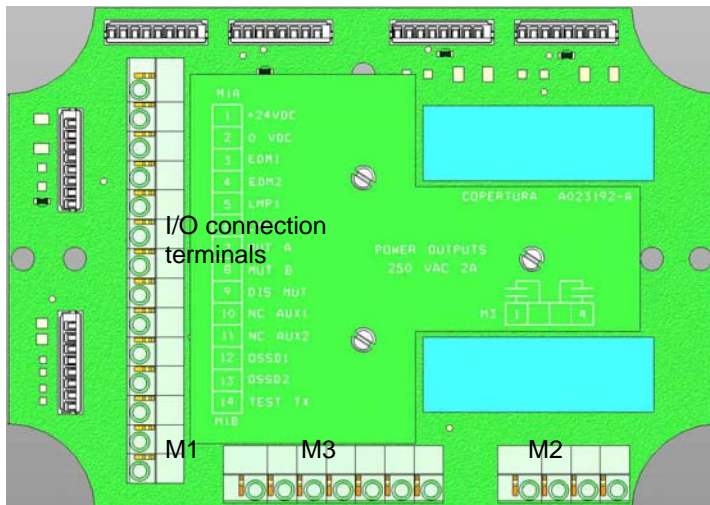 M1A
1 +24VDC
2 0 VDC
3 EDM1
4 EDM2
5 LMP1
I/O connection
terminals
7 MUT A
8 MUT B
9 DIS MUT
10 NC AUX1
11 NC AUX2
12 OSSD1
13 OSSD2
14 TEST TX
M1B
COPERTURA A023192-A
POWER OUTPUTS
250 VAC 2A
M3 1 4
M1
M3
M2